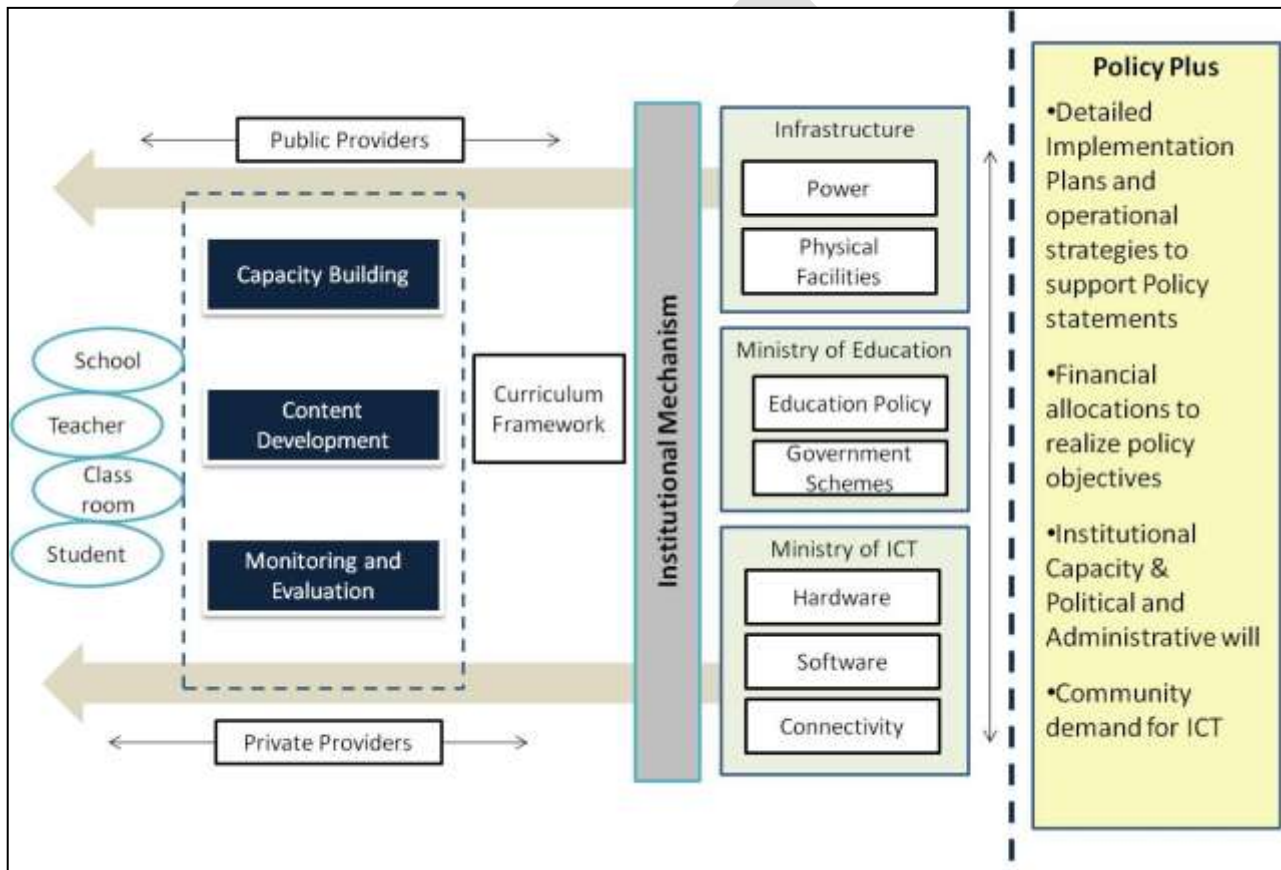 Public Providers
Capacity Building
Content
Development
Monitoring and
Evaluation
School
Teacher
Class
room
Student
Private Providers
Curriculum
Framework
Institutional Mechanism
Infrastructure
Power
Physical
Facilities
Ministry of Education
Education Policy
Government
Schemes
Ministry of ICT
Hardware
Software
Connectivity
Policy Plus
•Detailed
Implementation
Plans and
operational
strategies to
support Policy
statements
•Financial
allocations to
realize policy
objectives
•Institutional
Capacity &
Political and
Administrative will
•Community
demand for ICT